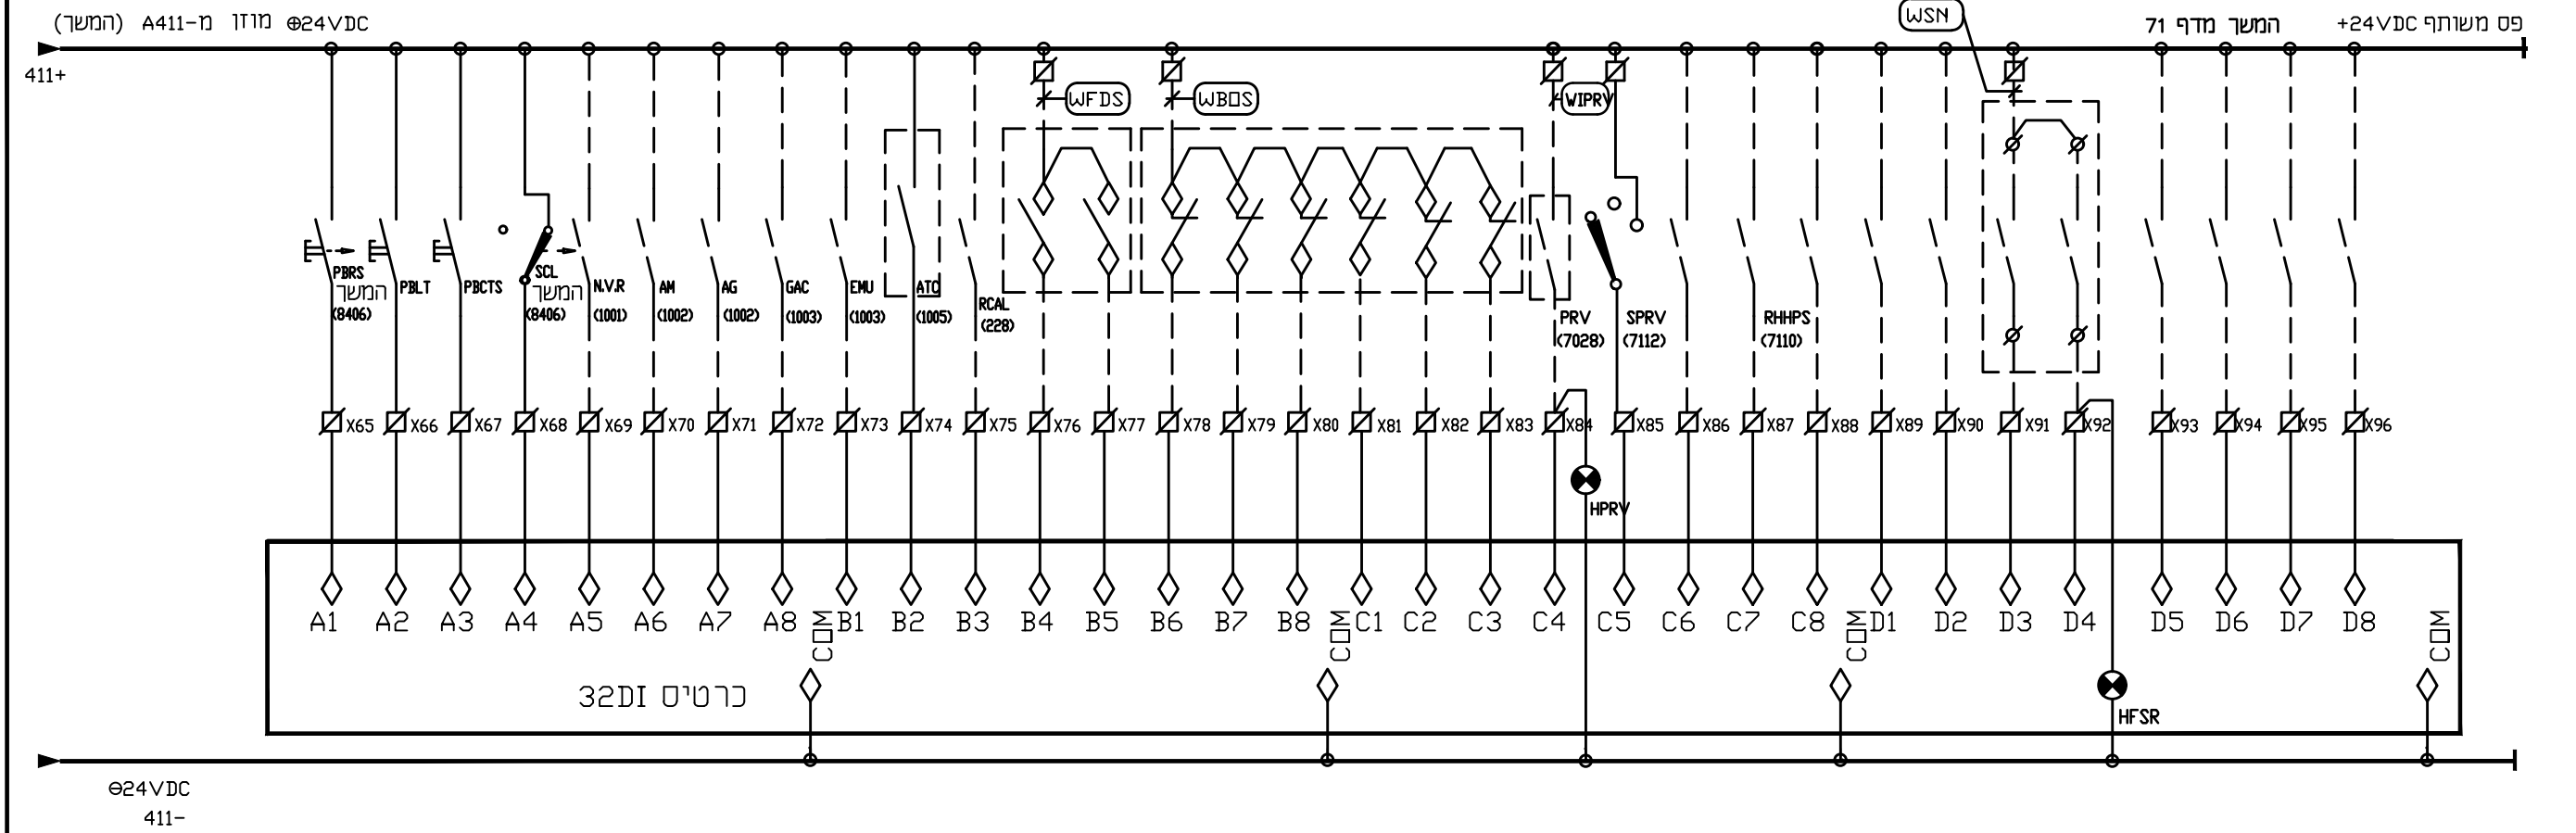 (המשך) A411-מוזן מ ⊕24VDC
WSN
המשך מדף 71
+24VDC פס משותף
411+
WFDS
WBOS
WIPRV
PBRS
המשך
(8406)
PBLT
PBCTS
SCL
המשך
(8406)
N.V.R
(1001)
AM
(1002)
AG
(1002)
GAC
(1003)
EMU
(1003)
ATC
(1005)
RCAL
(228)
PRV
(7028)
SPRV
(7112)
RHHPS
(7110)
X65 X66 X67 X68 X69 X70 X71 X72 X73 X74 X75 X76 X77 X78 X79 X80 X81 X82 X83 X84 X85 X86 X87 X88 X89 X90 X91 X92 X93 X94 X95 X96
HPRV
A1 A2 A3 A4 A5 A6 A7 A8 COM B1 B2 B3 B4 B5 B6 B7 B8 COM C1 C2 C3 C4 C5 C6 C7 C8 COM D1 D2 D3 D4 D5 D6 D7 D8 COM
כרטיס 32DI
HFSR
⊖24VDC
411-